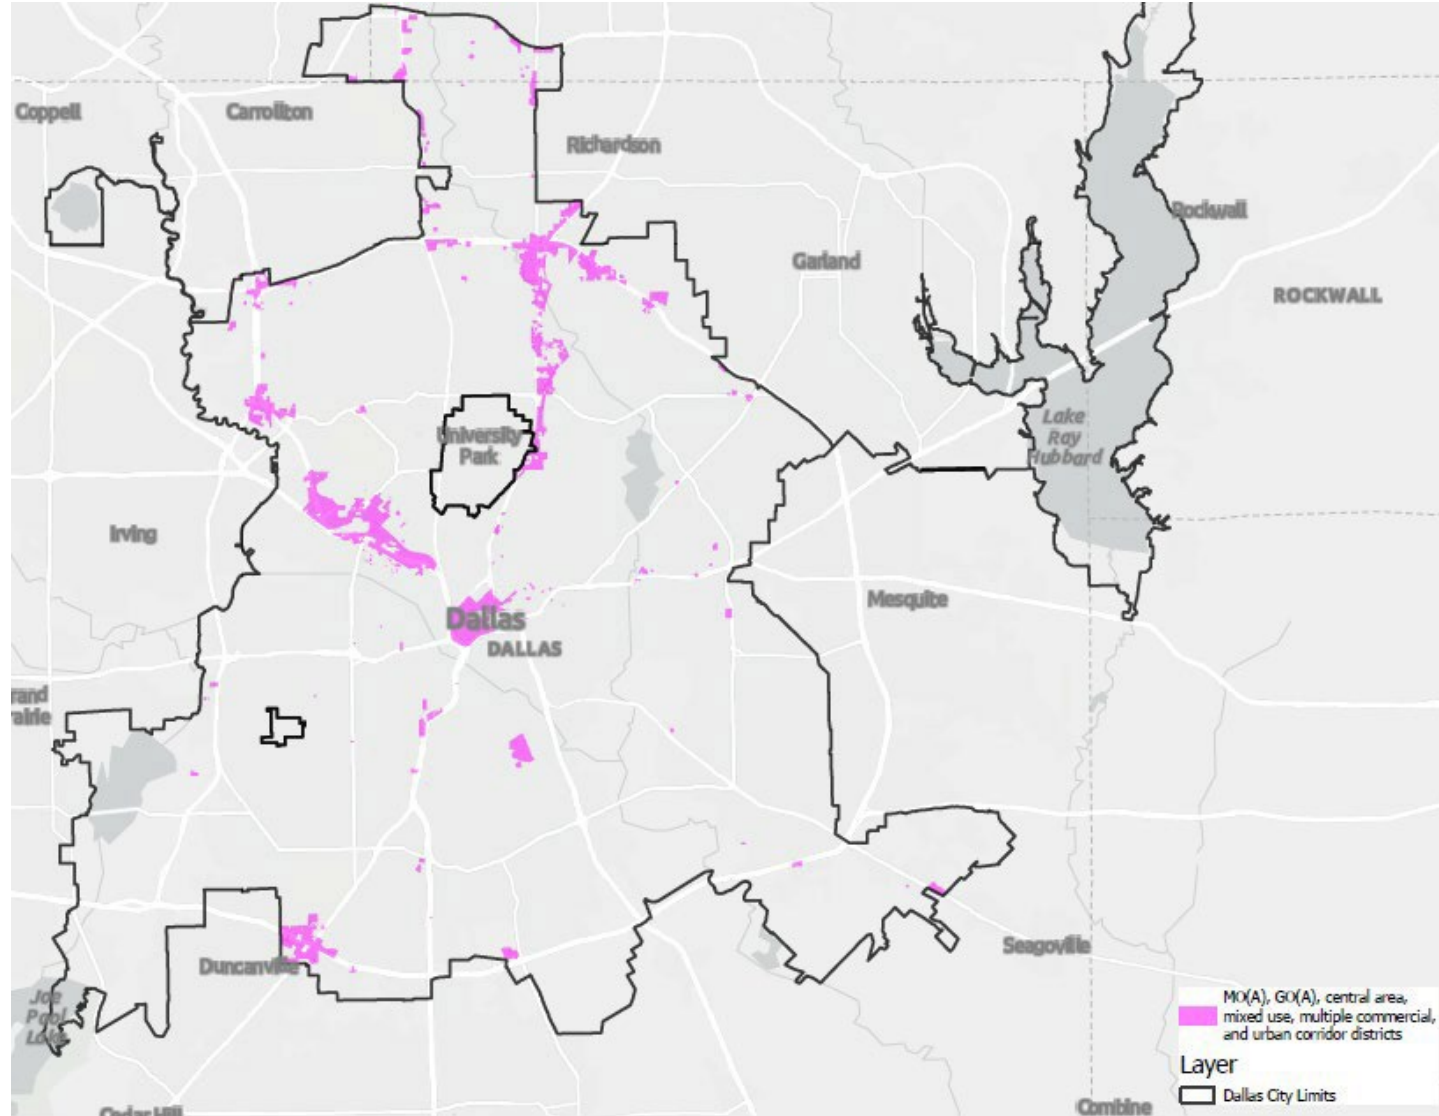 Coppell
Carrollton
Richardson
Rockwall
Garland
ROCKWALL
University
Park
Lake
Ray
Hubbard
Irving
Mesquite
Dallas
DALLAS
rand
rairie
Duncanville
Seagoville
Joe
Pool
Lake
MO(A), GO(A), central area,
mixed use, multiple commercial,
and urban corridor districts
Layer
Dallas City Limits
Cedar Hill
Combine